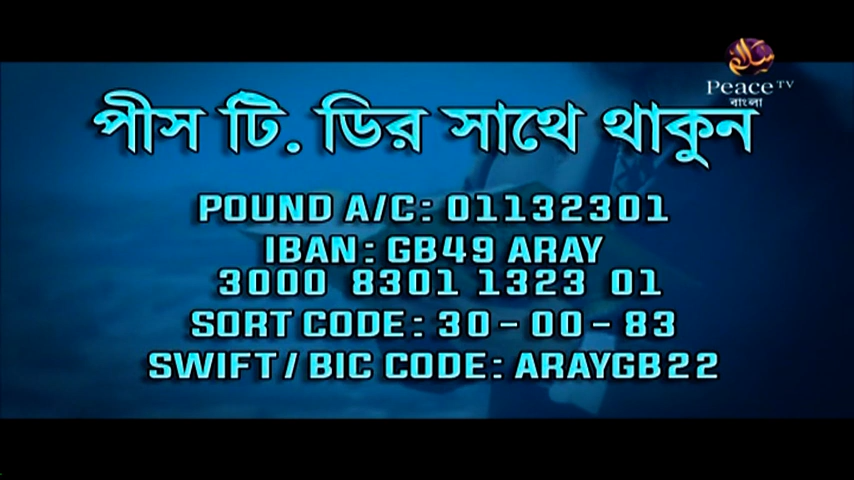 Peace TV
বাংলা
পীস টি. ডির সাথে থাকুন
POUND A/C: 01132301
IBAN: GB49 ARAY
3000 8301 1323 01
SORT CODE: 30-00-83
SWIFT/BIC CODE: ARAYGB22